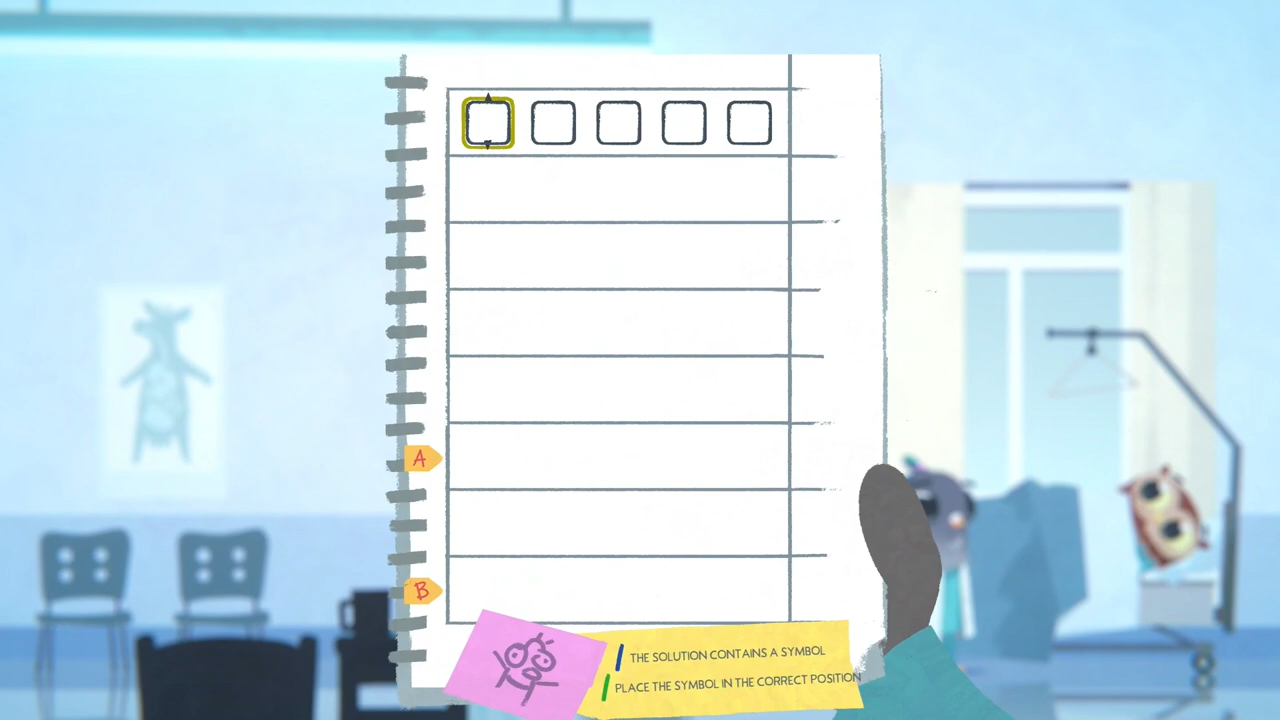 A
B
THE SOLUTION CONTAINS A SYMBOL
PLACE THE SYMBOL IN THE CORRECT POSITION